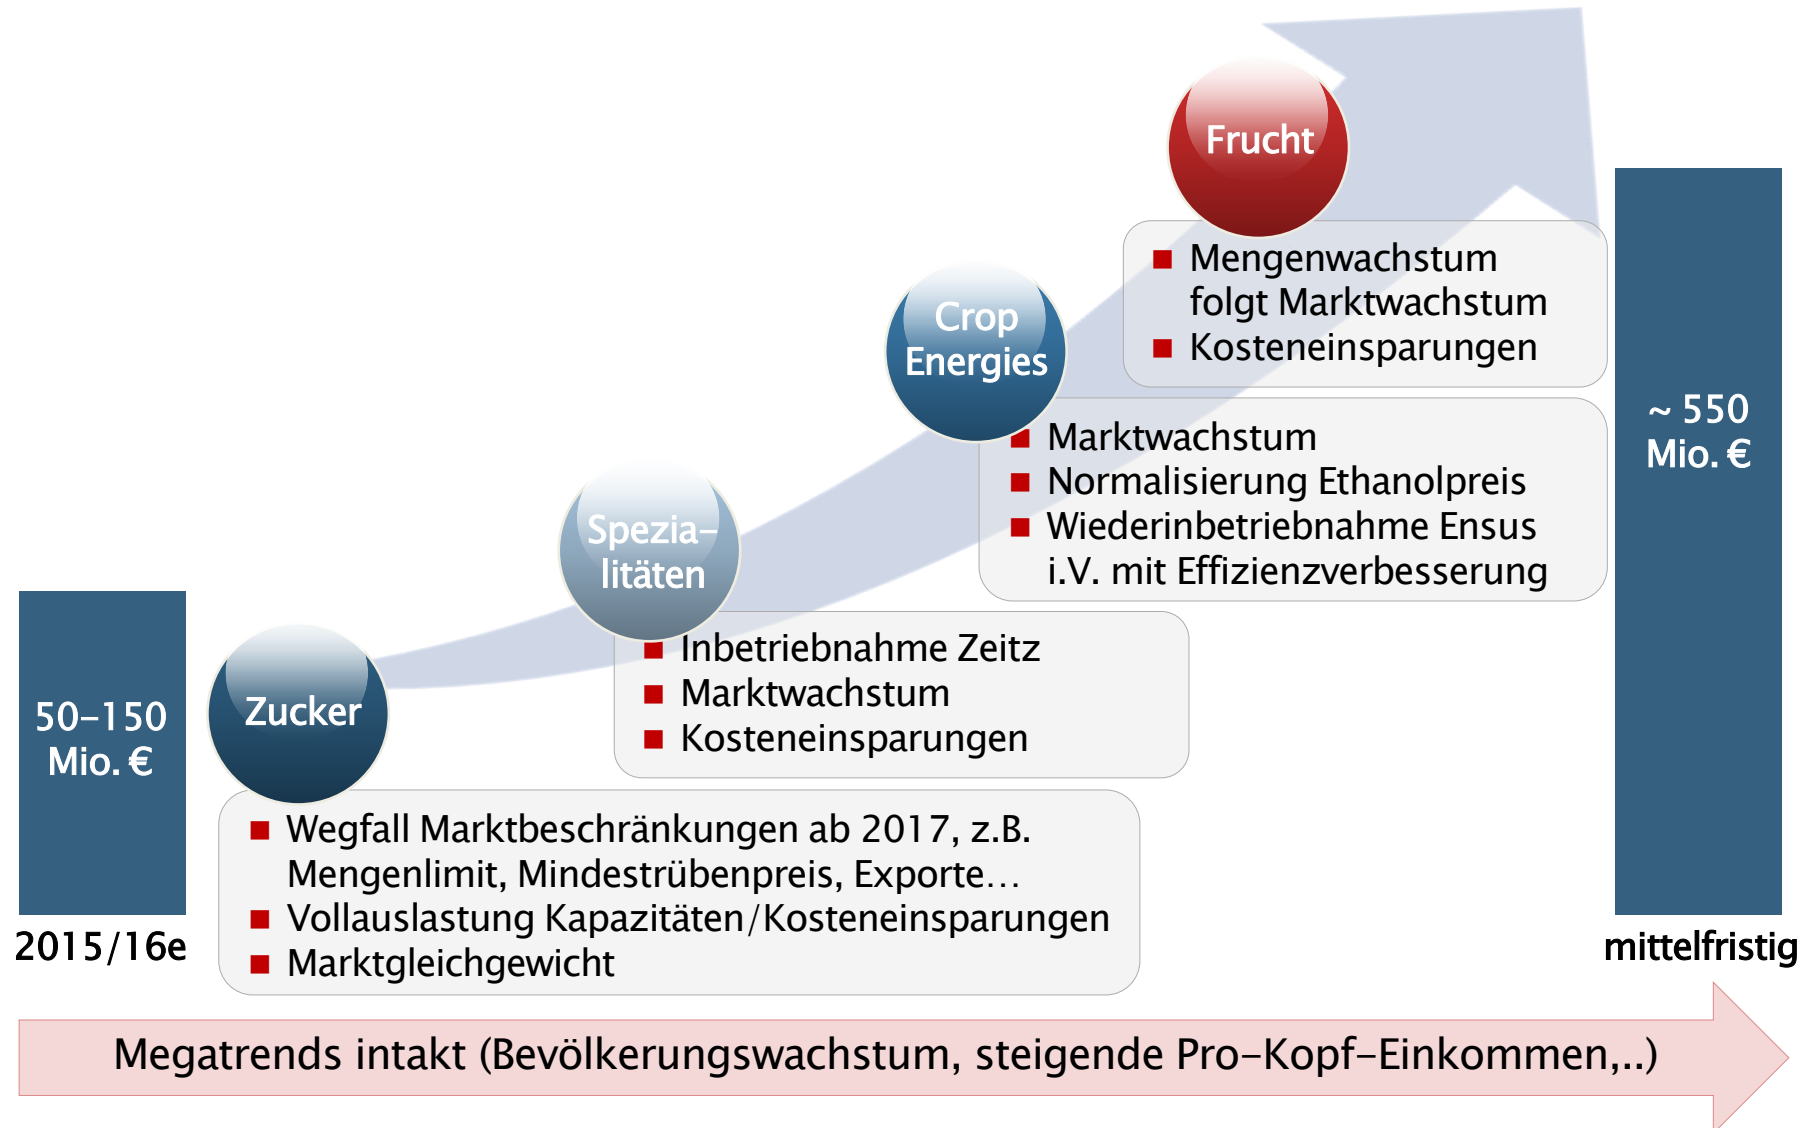 Frucht
Mengenwachstum
folgt Marktwachstum
Kosteneinsparungen
Crop
Energies
Marktwachstum
Normalisierung Ethanolpreis
Wiederinbetriebnahme Ensus
i.V. mit Effizienzverbesserung
~ 550
Mio. €
mittelfristig
Spezia-
litäten
Inbetriebnahme Zeitz
Marktwachstum
Kosteneinsparungen
50-150
Mio. €
2015/16e
Zucker
Wegfall Marktbeschränkungen ab 2017, z.B.
Mengenlimit, Mindestrübenpreis, Exporte…
Vollauslastung Kapazitäten/Kosteneinsparungen
Marktgleichgewicht
Megatrends intakt (Bevölkerungswachstum, steigende Pro-Kopf-Einkommen,..)